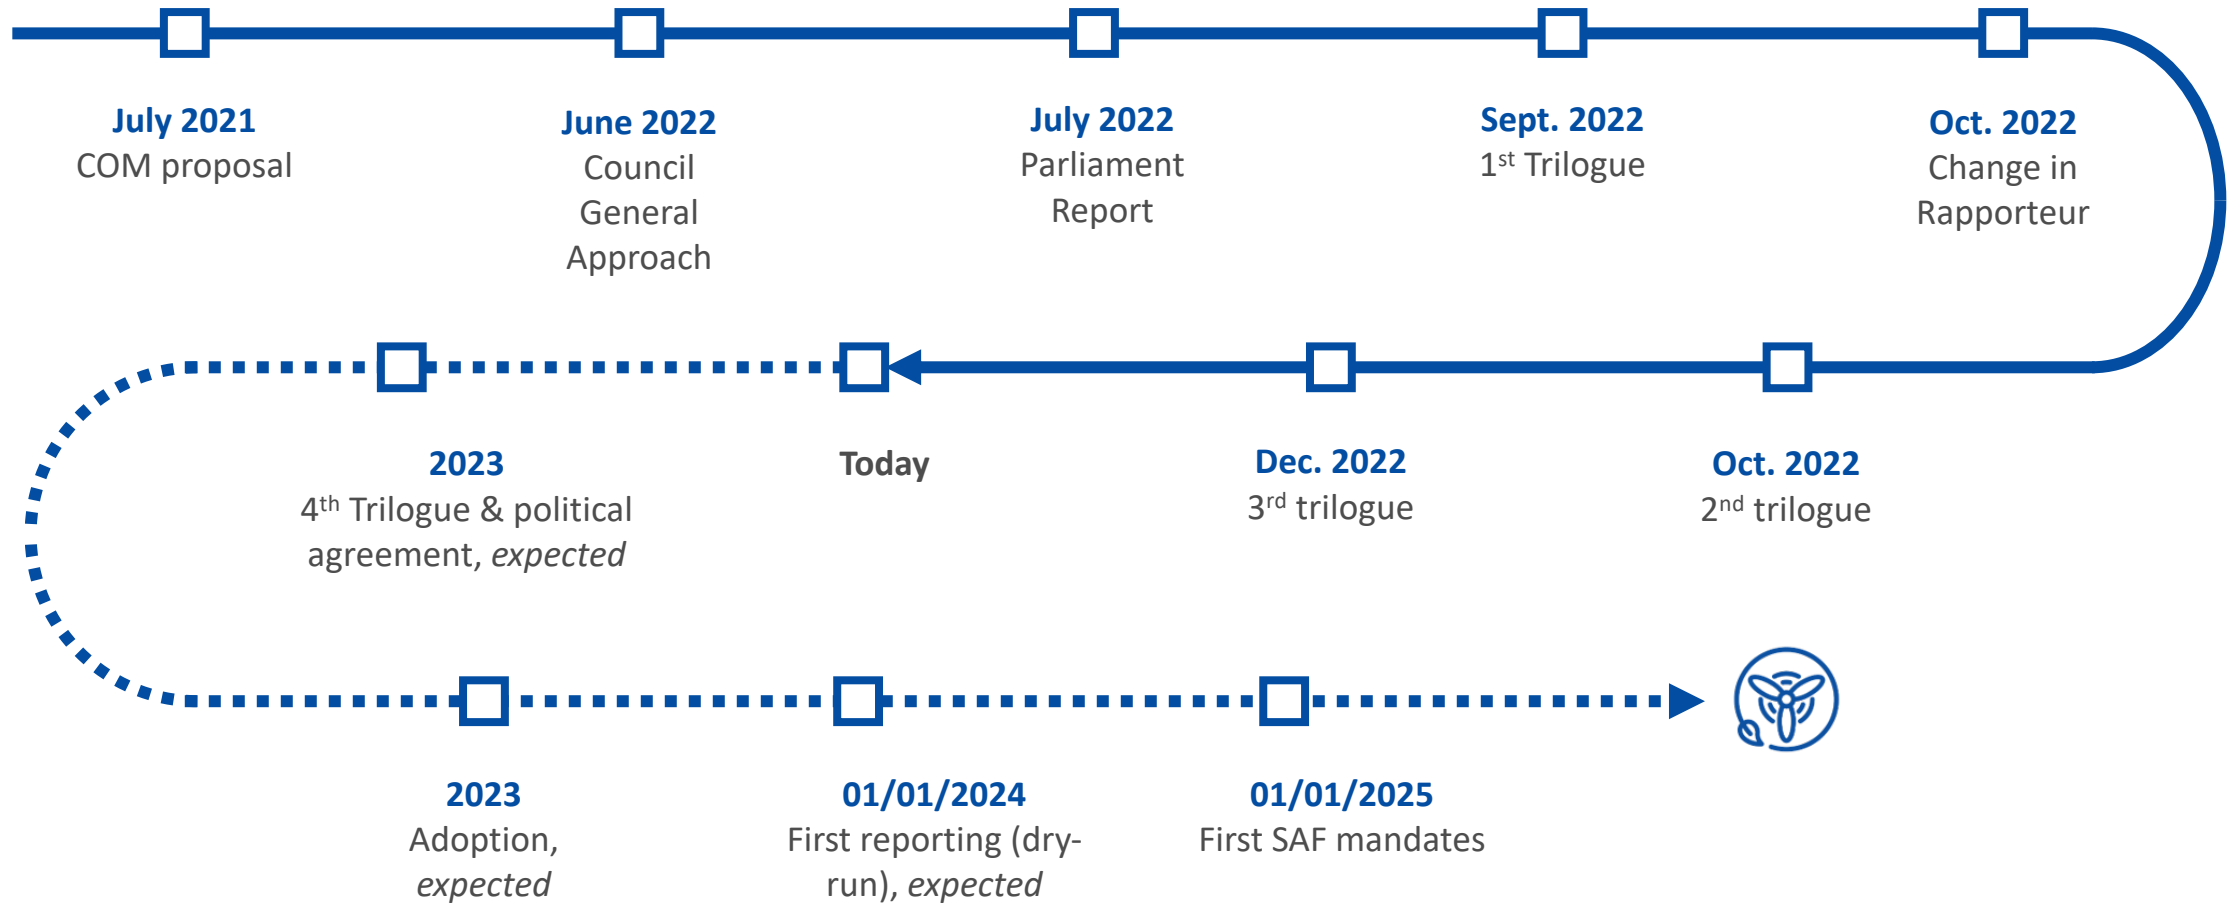 July 2021
COM proposal
June 2022
Council
General
Approach
July 2022
Parliament
Report
Sept. 2022
1st Trilogue
Oct. 2022
Change in
Rapporteur
Oct. 2022
2nd trilogue
Dec. 2022
3rd trilogue
Today
2023
4th Trilogue & political
agreement, expected
2023
Adoption,
expected
01/01/2024
First reporting (dry-
run), expected
01/01/2025
First SAF mandates